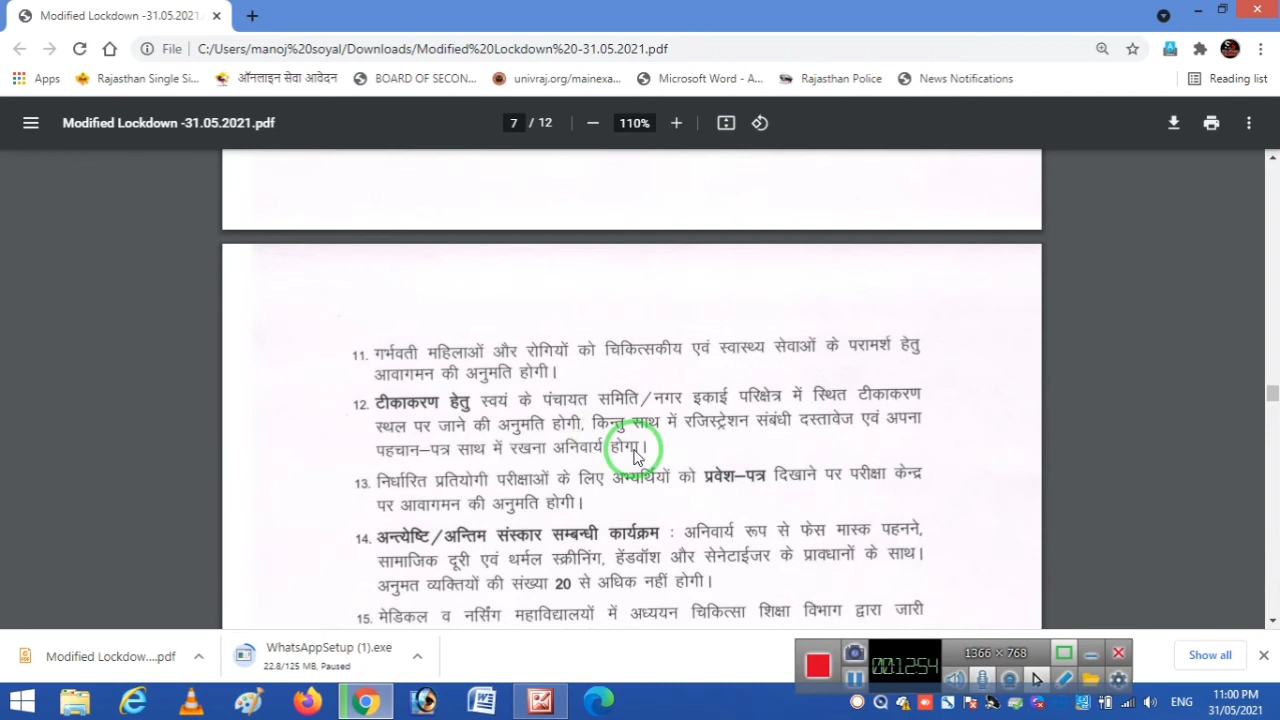 Modified Lockdown -31.05.2021.
File
C:/Users/manoj%20soyal/Downloads/Modified%20Lockdown%20-31.05.2021.pdf
Apps
Rajasthan Single Si...
ऑनलाइन सेवा आवेदन
BOARD OF SECON...
univraj.org/mainexa...
Microsoft Word - A...
Rajasthan Police
News Notifications
Reading list
Modified Lockdown -31.05.2021.pdf
7 / 12
110%
11. गर्भवती महिलाओं और रोगियों को चिकित्सकीय एवं स्वास्थ्य सेवाओं के परामर्श हेतु
आवागमन की अनुमति होगी।
12. टीकाकरण हेतु स्वयं के पंचायत समिति/नगर इकाई परिक्षेत्र में स्थित टीकाकरण
स्थल पर जाने की अनुमति होगी, किन्तु साथ में रजिस्ट्रेशन संबंधी दस्तावेज एवं अपना
पहचान–पत्र साथ में रखना अनिवार्य होगा।
13. निर्धारित प्रतियोगी परीक्षाओं के लिए अभ्यर्थियों को प्रवेश–पत्र दिखाने पर परीक्षा केन्द्र
पर आवागमन की अनुमति होगी।
14. अन्त्येष्टि/अन्तिम संस्कार सम्बन्धी कार्यक्रम : अनिवार्य रूप से फेस मास्क पहनने,
सामाजिक दूरी एवं थर्मल स्क्रीनिंग, हेंडवॉश और सेनेटाईजर के प्रावधानों के साथ।
अनुमत व्यक्तियों की संख्या 20 से अधिक नहीं होगी।
15. मेडिकल व नर्सिंग महाविद्यालयों में अध्ययन चिकित्सा शिक्षा विभाग द्वारा जारी
Modified Lockdow....pdf
WhatsAppSetup (1).exe
22.8/125 MB, Paused
00:12:54
1366 × 768
Show all
ENG
11:00 PM
31/05/2021